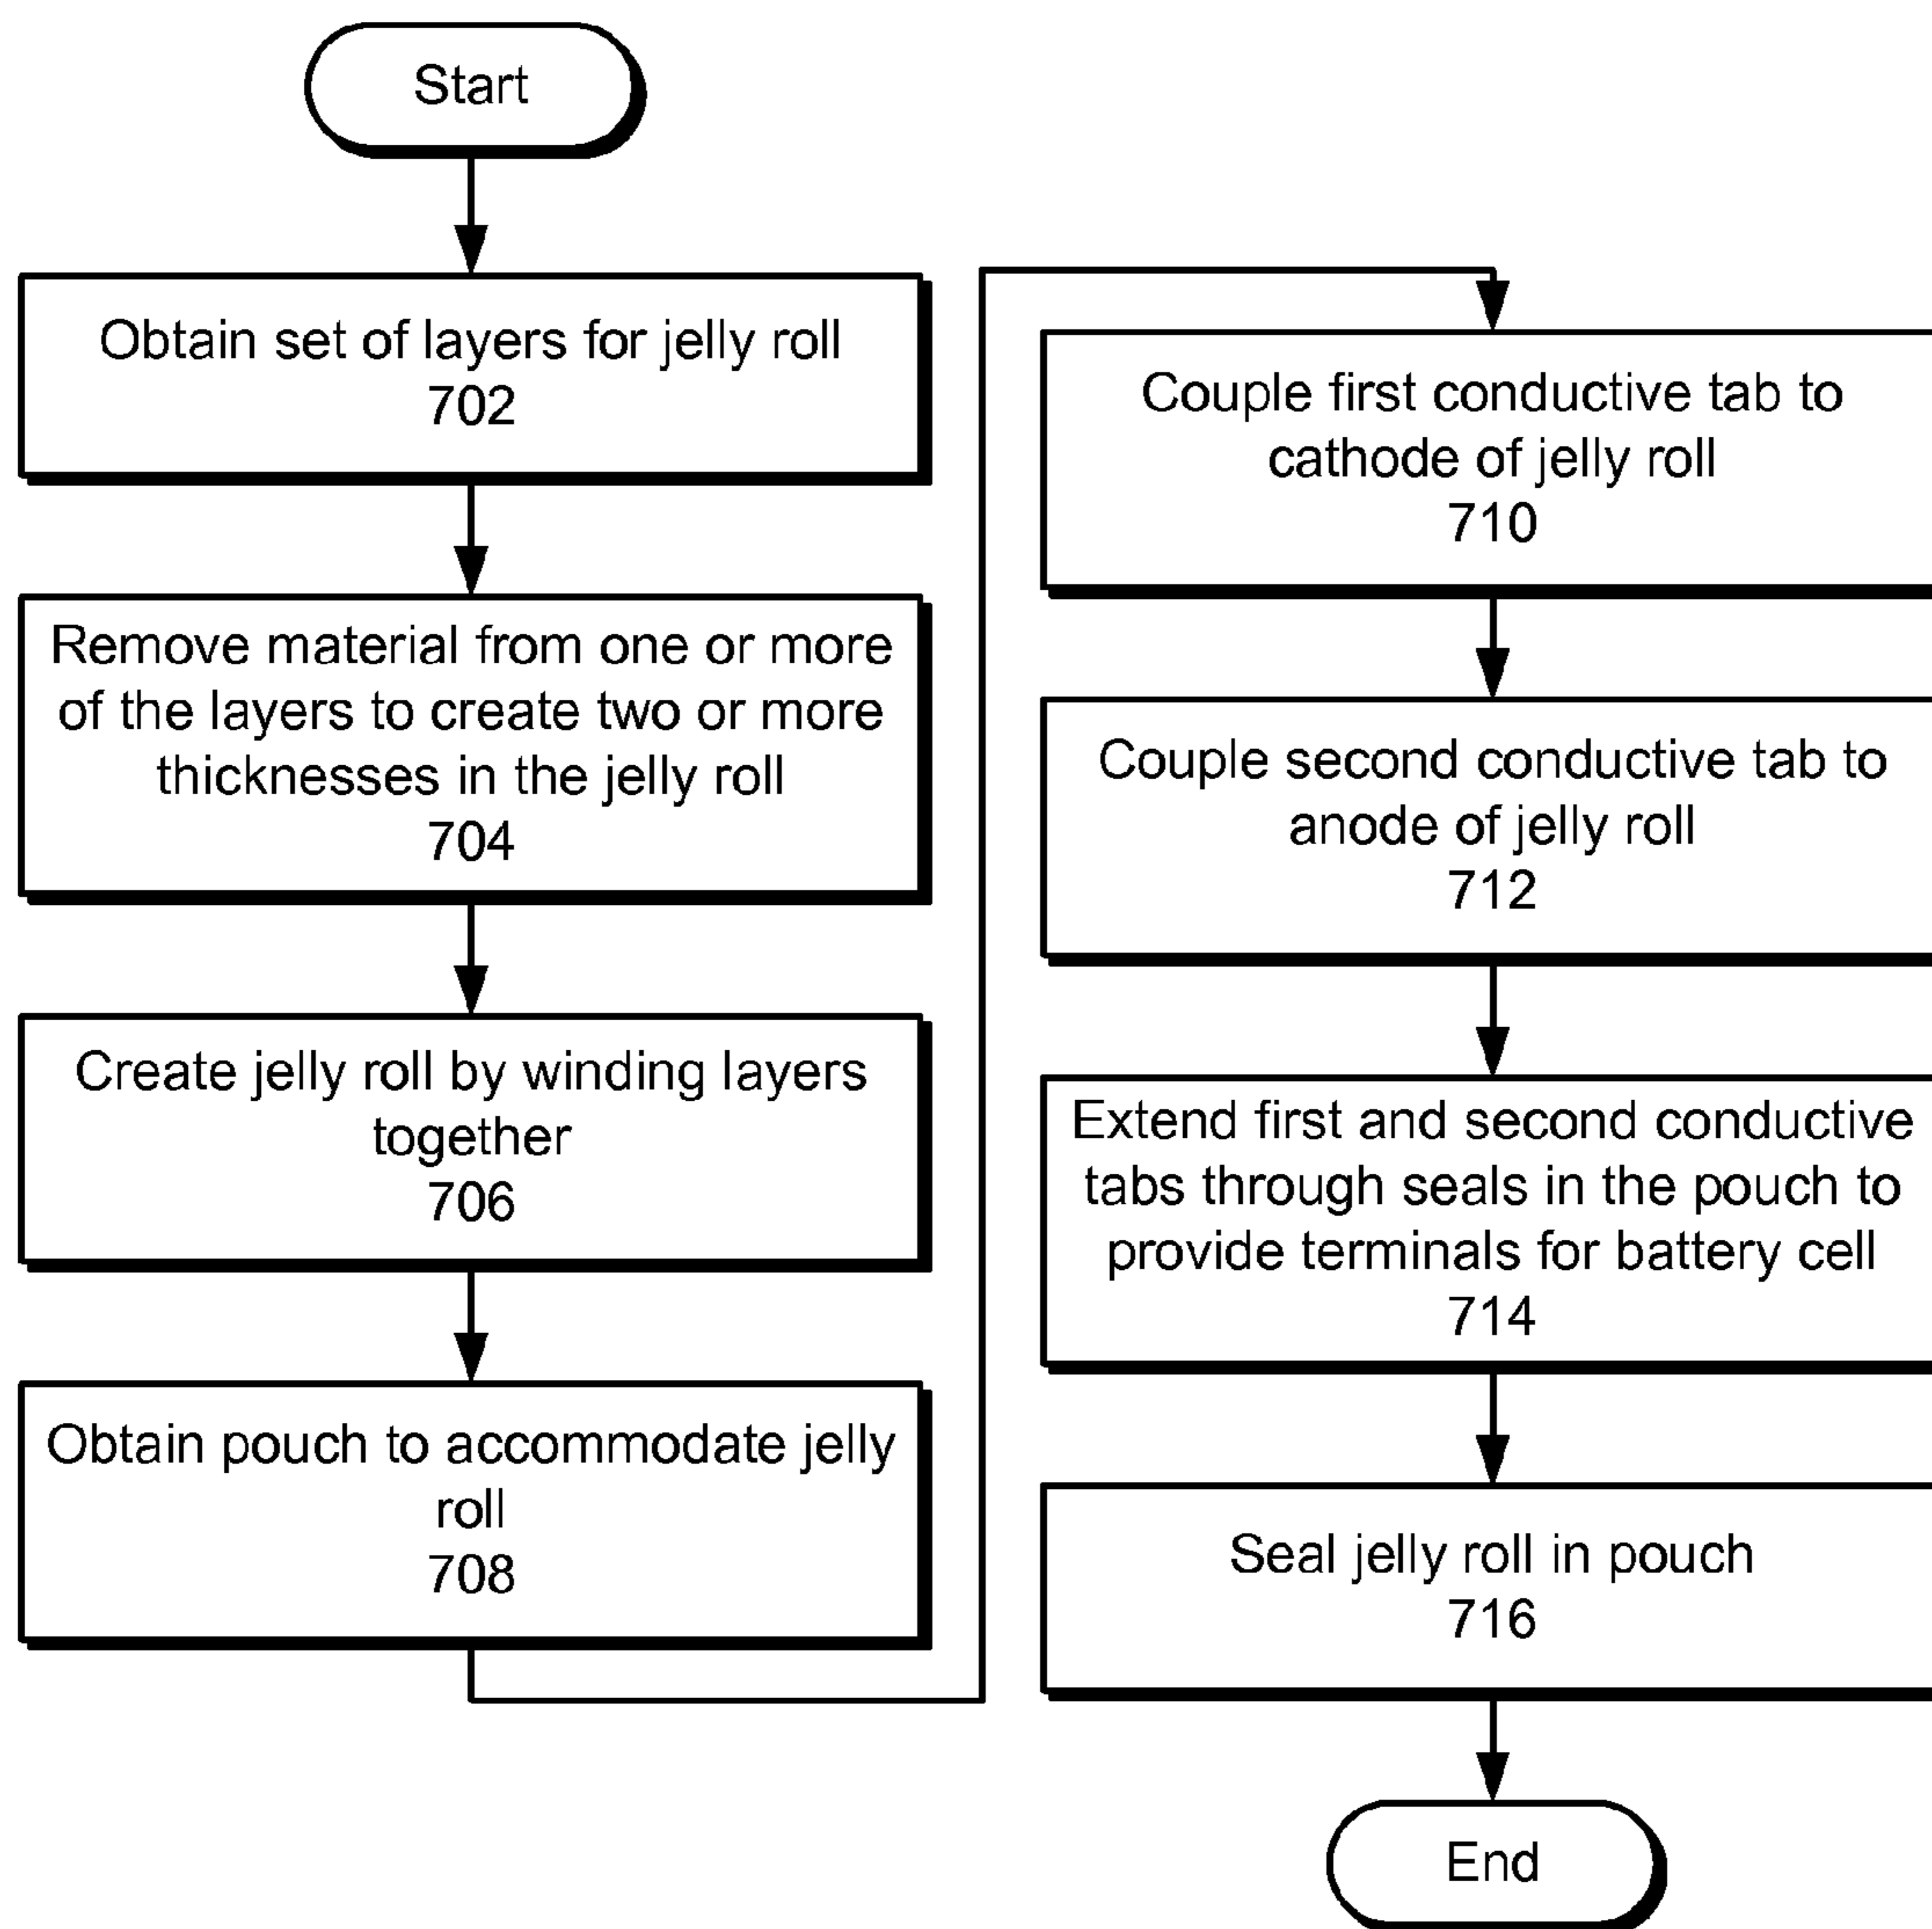 Start
Obtain set of layers for jelly roll
702
Remove material from one or more
of the layers to create two or more
thicknesses in the jelly roll
704
Create jelly roll by winding layers
together
706
Obtain pouch to accommodate jelly
roll
708
Couple first conductive tab to
cathode of jelly roll
710
Couple second conductive tab to
anode of jelly roll
712
Extend first and second conductive
tabs through seals in the pouch to
provide terminals for battery cell
714
Seal jelly roll in pouch
716
End